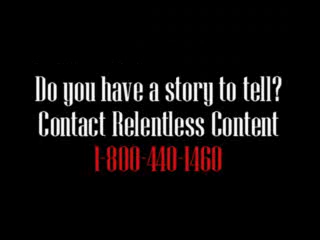 Do you have a story to tell?
Contact Relentless Content
1-800-440-1460